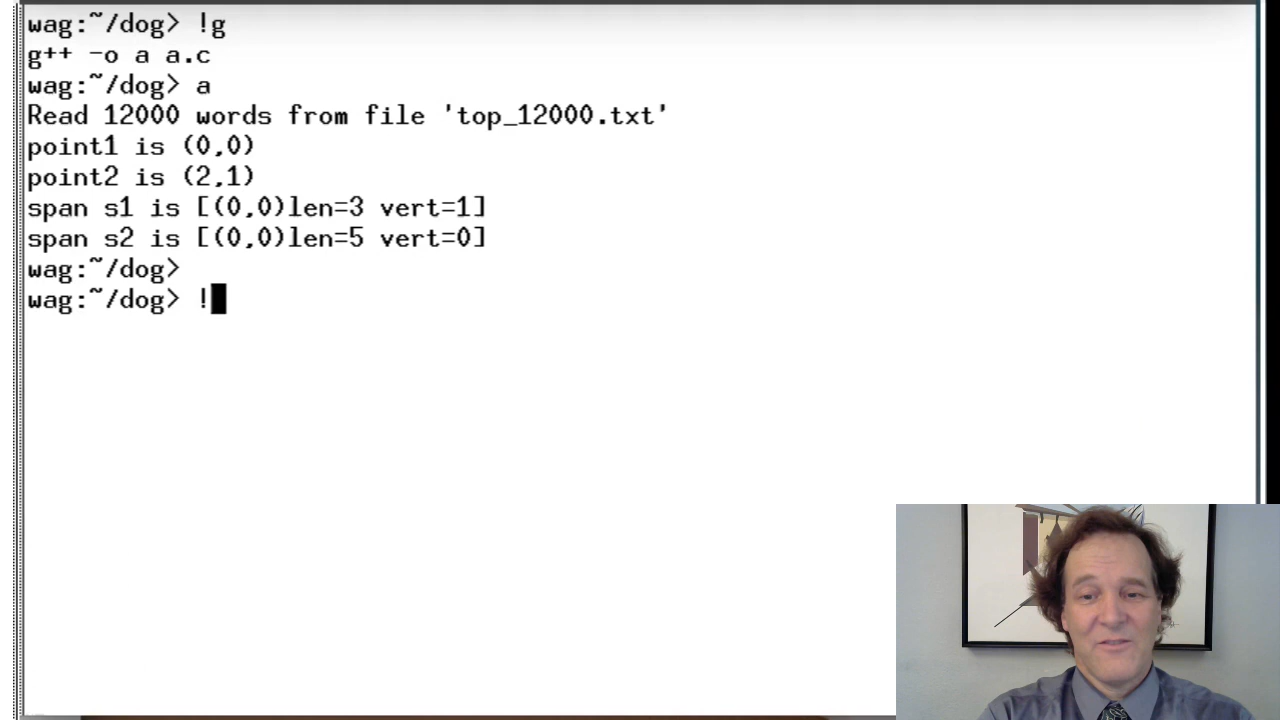 wag:~/dog> !g
g++ -o a a.c
wag:~/dog> a
Read 12000 words from file 'top_12000.txt'
point1 is (0,0)
point2 is (2,1)
span s1 is [(0,0)len=3 vert=1]
span s2 is [(0,0)len=5 vert=0]
wag:~/dog>
wag:~/dog> !